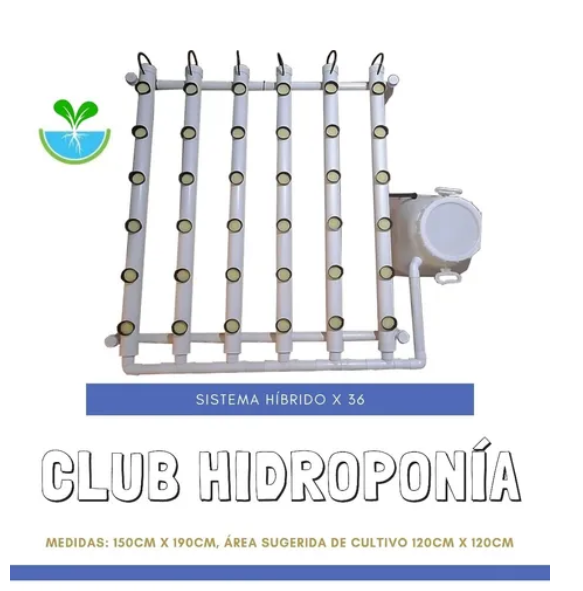 SISTEMA HÍBRIDO X 36
CLUB HIDROPONÍA
MEDIDAS: 150CM X 190CM, ÁREA SUGERIDA DE CULTIVO 120CM X 120CM